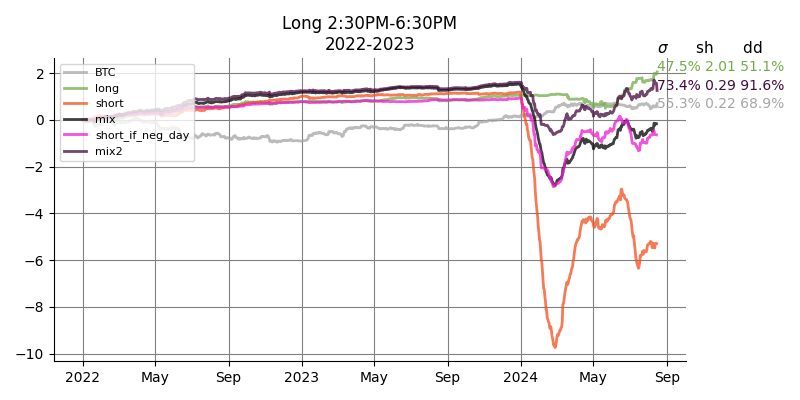 Long 2:30PM-6:30PM
2022-2023
σ sh dd
47.5% 2.01 51.1%
73.4% 0.29 91.6%
55.3% 0.22 68.9%
BTC
long
short
mix
short_if_neg_day
mix2
2
0
−2
−4
−6
−8
−10
2022 May Sep 2023 May Sep 2024 May Sep